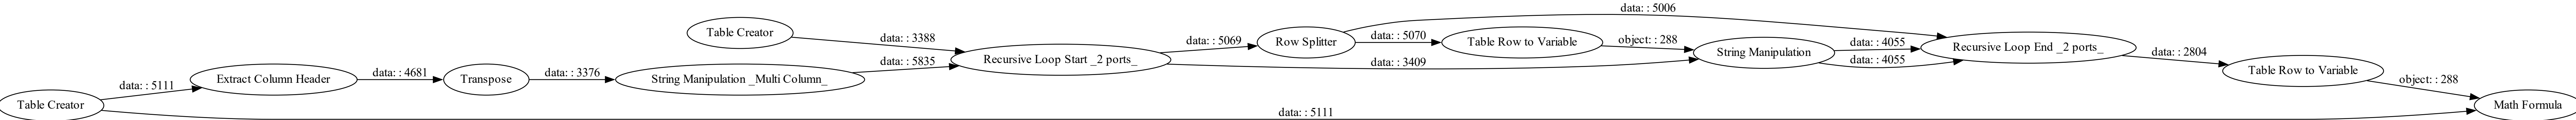 data: : 5006
Table Creator
data: : 3388
data: : 5069
Row Splitter
data: : 5070
Table Row to Variable
object: : 288
String Manipulation
data: : 4055
Recursive Loop End _2 ports_
data: : 2804
data: : 5835
Recursive Loop Start _2 ports_
data: : 3409
data: : 4055
Table Row to Variable
object: : 288
Table Creator
data: : 5111
Extract Column Header
data: : 4681
Transpose
data: : 3376
String Manipulation _Multi Column_
data: : 5111
Math Formula